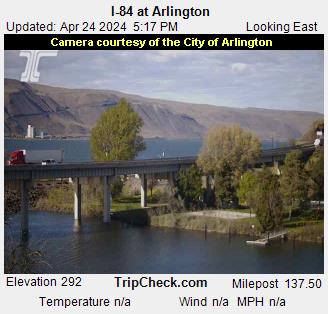 I-84 at Arlington
Updated: Apr 24 2024 5:17 PM Looking East
Camera courtesy of the City of Arlington
Elevation 292 TripCheck.com Milepost 137.50
Temperature n/a Wind n/a MPH n/a